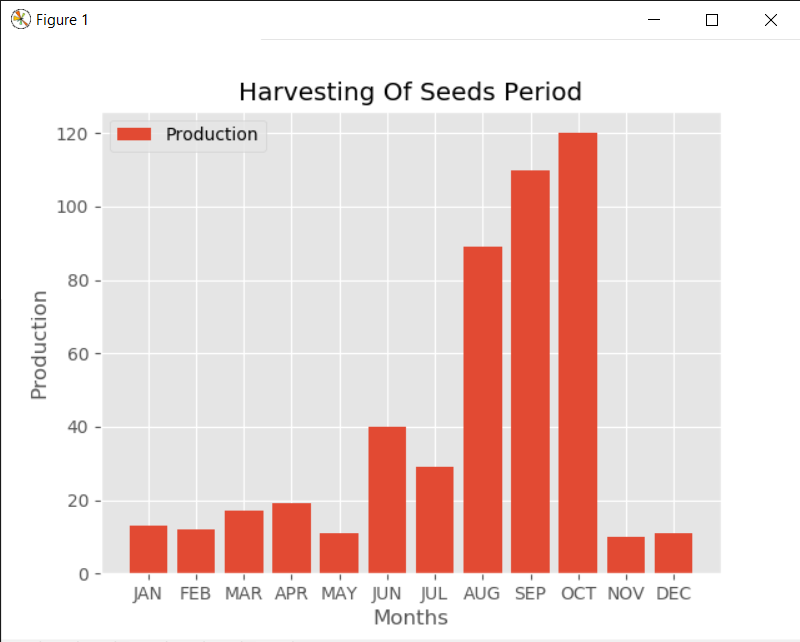 Figure 1
Harvesting Of Seeds Period
Production
120
100
80
60
40
20
0
Production
JAN FEB MAR APR MAY JUN JUL AUG SEP OCT NOV DEC
Months